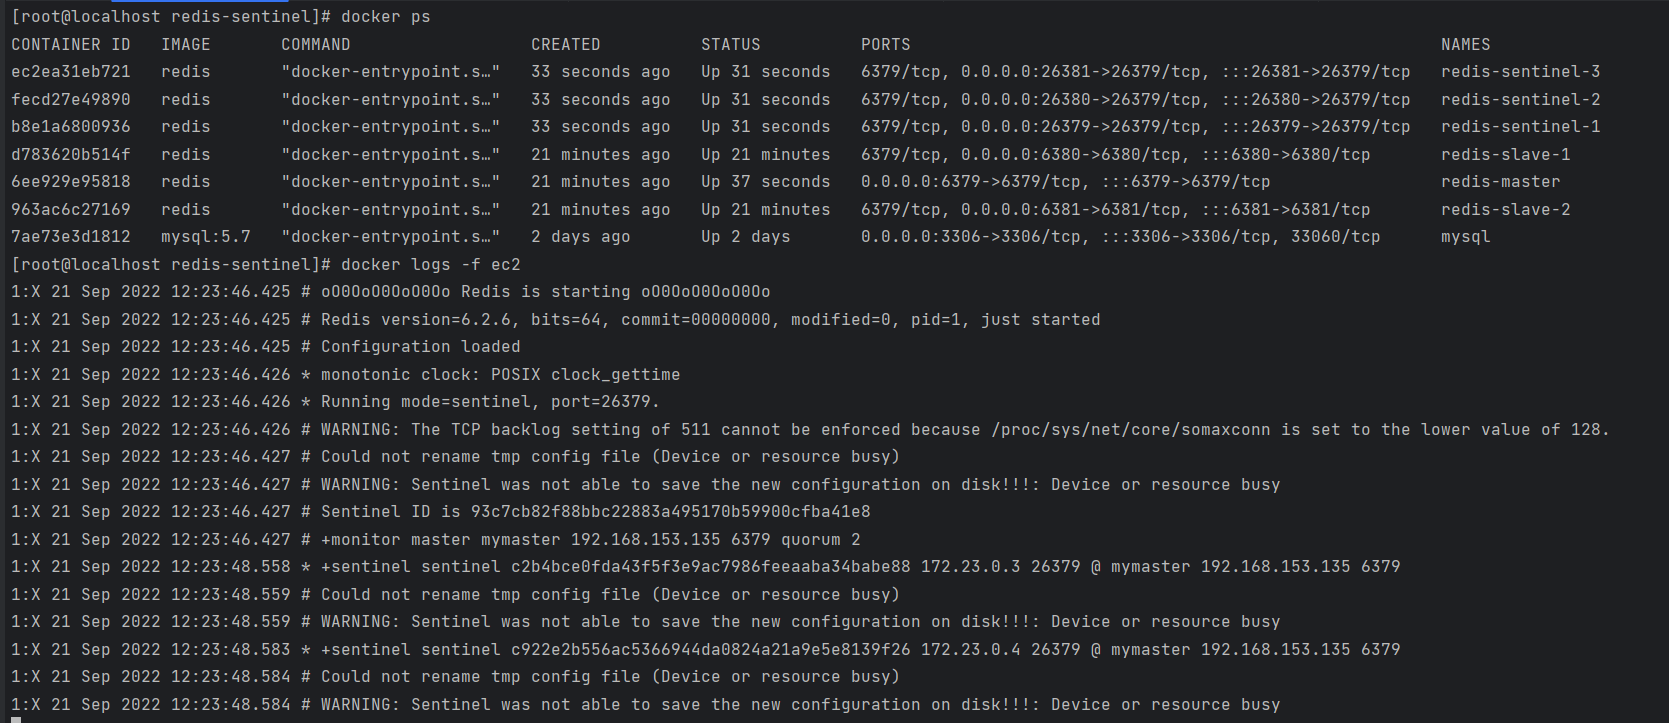 [root@localhost redis-sentinel]# docker ps
CONTAINER ID   IMAGE       COMMAND                  CREATED          STATUS          PORTS                                                     NAMES
ec2ea31eb721   redis       "docker-entrypoint.s…"   33 seconds ago   Up 31 seconds   6379/tcp, 0.0.0.0:26381->26379/tcp, :::26381->26379/tcp   redis-sentinel-3
fecd27e49890   redis       "docker-entrypoint.s…"   33 seconds ago   Up 31 seconds   6379/tcp, 0.0.0.0:26380->26379/tcp, :::26380->26379/tcp   redis-sentinel-2
b8e1a6800936   redis       "docker-entrypoint.s…"   33 seconds ago   Up 31 seconds   6379/tcp, 0.0.0.0:26379->26379/tcp, :::26379->26379/tcp   redis-sentinel-1
d783620b514f   redis       "docker-entrypoint.s…"   21 minutes ago   Up 21 minutes   6379/tcp, 0.0.0.0:6380->6380/tcp, :::6380->6380/tcp       redis-slave-1
6ee929e95818   redis       "docker-entrypoint.s…"   21 minutes ago   Up 37 seconds   0.0.0.0:6379->6379/tcp, :::6379->6379/tcp                 redis-master
963ac6c27169   redis       "docker-entrypoint.s…"   21 minutes ago   Up 21 minutes   6379/tcp, 0.0.0.0:6381->6381/tcp, :::6381->6381/tcp       redis-slave-2
7ae73e3d1812   mysql:5.7   "docker-entrypoint.s…"   2 days ago       Up 2 days       0.0.0.0:3306->3306/tcp, :::3306->3306/tcp, 33060/tcp      mysql
[root@localhost redis-sentinel]# docker logs -f ec2
1:X 21 Sep 2022 12:23:46.425 # oO0OoO0OoO0Oo Redis is starting oO0OoO0OoO0Oo
1:X 21 Sep 2022 12:23:46.425 # Redis version=6.2.6, bits=64, commit=00000000, modified=0, pid=1, just started
1:X 21 Sep 2022 12:23:46.425 # Configuration loaded
1:X 21 Sep 2022 12:23:46.426 * monotonic clock: POSIX clock_gettime
1:X 21 Sep 2022 12:23:46.426 * Running mode=sentinel, port=26379.
1:X 21 Sep 2022 12:23:46.426 # WARNING: The TCP backlog setting of 511 cannot be enforced because /proc/sys/net/core/somaxconn is set to the lower value of 128.
1:X 21 Sep 2022 12:23:46.427 # Could not rename tmp config file (Device or resource busy)
1:X 21 Sep 2022 12:23:46.427 # WARNING: Sentinel was not able to save the new configuration on disk!!!: Device or resource busy
1:X 21 Sep 2022 12:23:46.427 # Sentinel ID is 93c7cb82f88bbc22883a495170b59900cfba41e8
1:X 21 Sep 2022 12:23:46.427 # +monitor master mymaster 192.168.153.135 6379 quorum 2
1:X 21 Sep 2022 12:23:48.558 * +sentinel sentinel c2b4bce0fda43f5f3e9ac7986feeaaba34babe88 172.23.0.3 26379 @ mymaster 192.168.153.135 6379
1:X 21 Sep 2022 12:23:48.559 # Could not rename tmp config file (Device or resource busy)
1:X 21 Sep 2022 12:23:48.559 # WARNING: Sentinel was not able to save the new configuration on disk!!!: Device or resource busy
1:X 21 Sep 2022 12:23:48.583 * +sentinel sentinel c922e2b556ac5366944da0824a21a9e5e8139f26 172.23.0.4 26379 @ mymaster 192.168.153.135 6379
1:X 21 Sep 2022 12:23:48.584 # Could not rename tmp config file (Device or resource busy)
1:X 21 Sep 2022 12:23:48.584 # WARNING: Sentinel was not able to save the new configuration on disk!!!: Device or resource busy